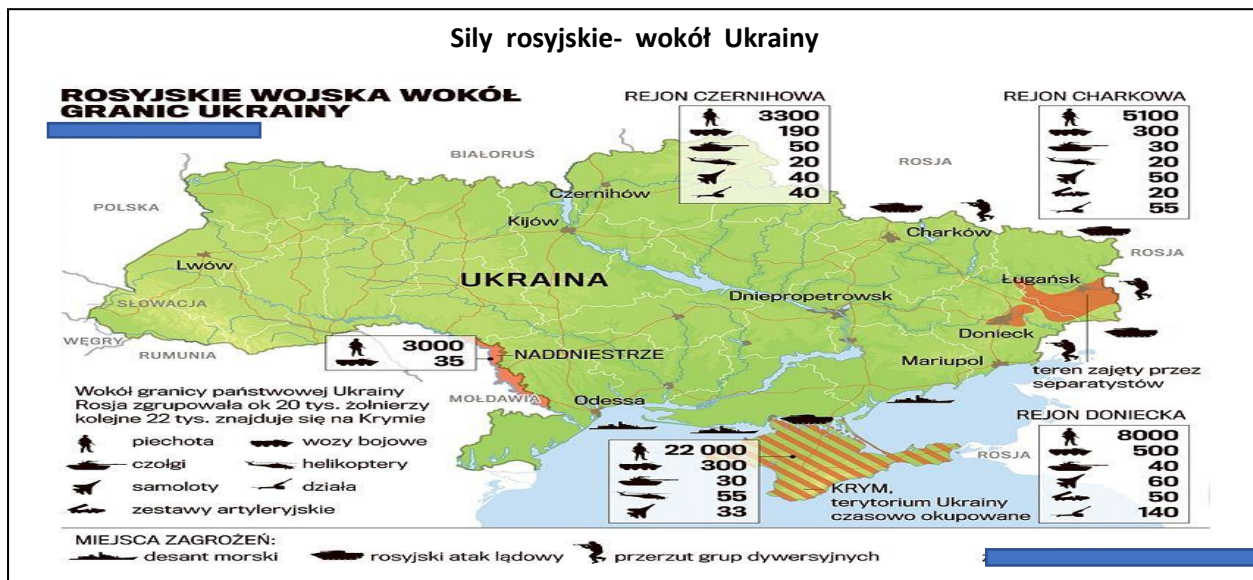 Sily rosyjskie- wokół Ukrainy
ROSYJSKIE WOJSKA WOKÓŁ
GRANIC UKRAINY
REJON CZERNIHOWA
3300
190
50
20
40
40
REJON CHARKOWA
5100
300
30
20
50
20
55
BIAŁORUŚ
ROSJA
POLSKA
Czernihów
Kijów
Charków
ROSJA
Lwów
UKRAINA
Ługańsk
SŁOWACJA
Dniepropetrowsk
Donieck
WĘGRY
RUMUNIA
3000
35
NADDNIESTRZE
Mariupol
teren zajęty przez
separatystów
MOŁDAWIA
Odessa
Wokół granicy państwowej Ukrainy
Rosja zgrupowała ok 20 tys. żołnierzy
kolejne 22 tys. znajduje się na Krymie
piechota
wozy bojowe
czołgi
helikoptery
samoloty
działa
zestawy artyleryjskie
22 000
300
30
55
33
KRYM,
terytorium Ukrainy
czasowo okupowane
ROSJA
REJON DONIECKA
8000
500
40
60
50
140
MIEJSCA ZAGROŻEŃ:
desant morski
rosyjski atak lądowy
przerzut grup dywersyjnych